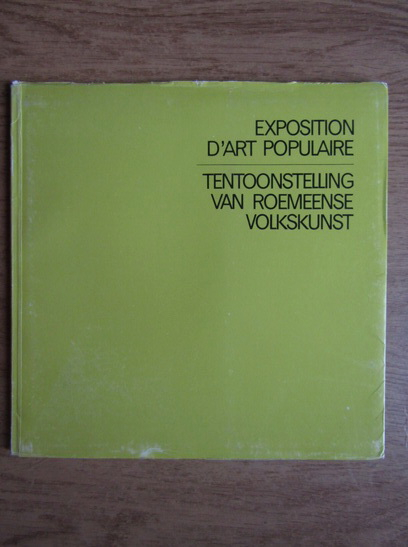 EXPOSITION
D'ART POPULAIRE
TENTOONSTELLING
VAN ROEMEENSE
VOLKSKUNST